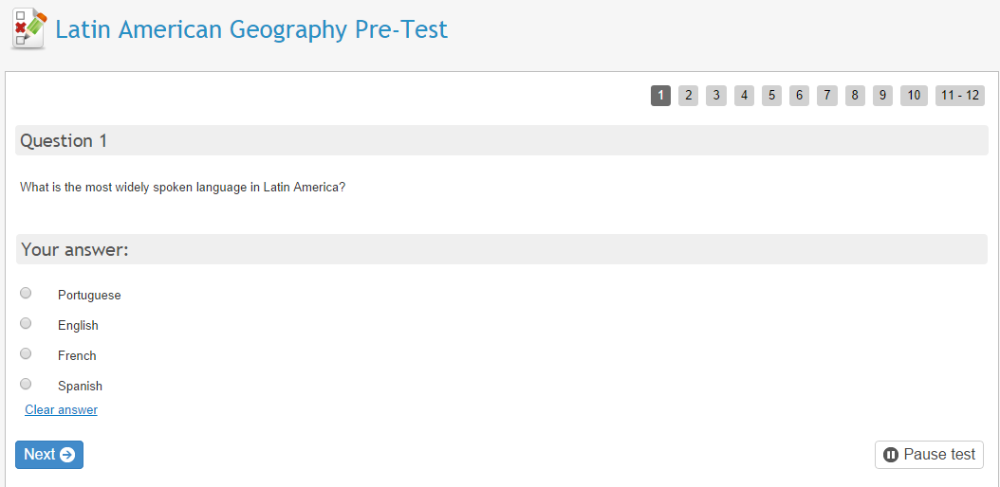 Latin American Geography Pre-Test
1 2 3 4 5 6 7 8 9 10 11 - 12
Question 1
What is the most widely spoken language in Latin America?
Your answer:
Portuguese
English
French
Spanish
Clear answer
Next
Pause test